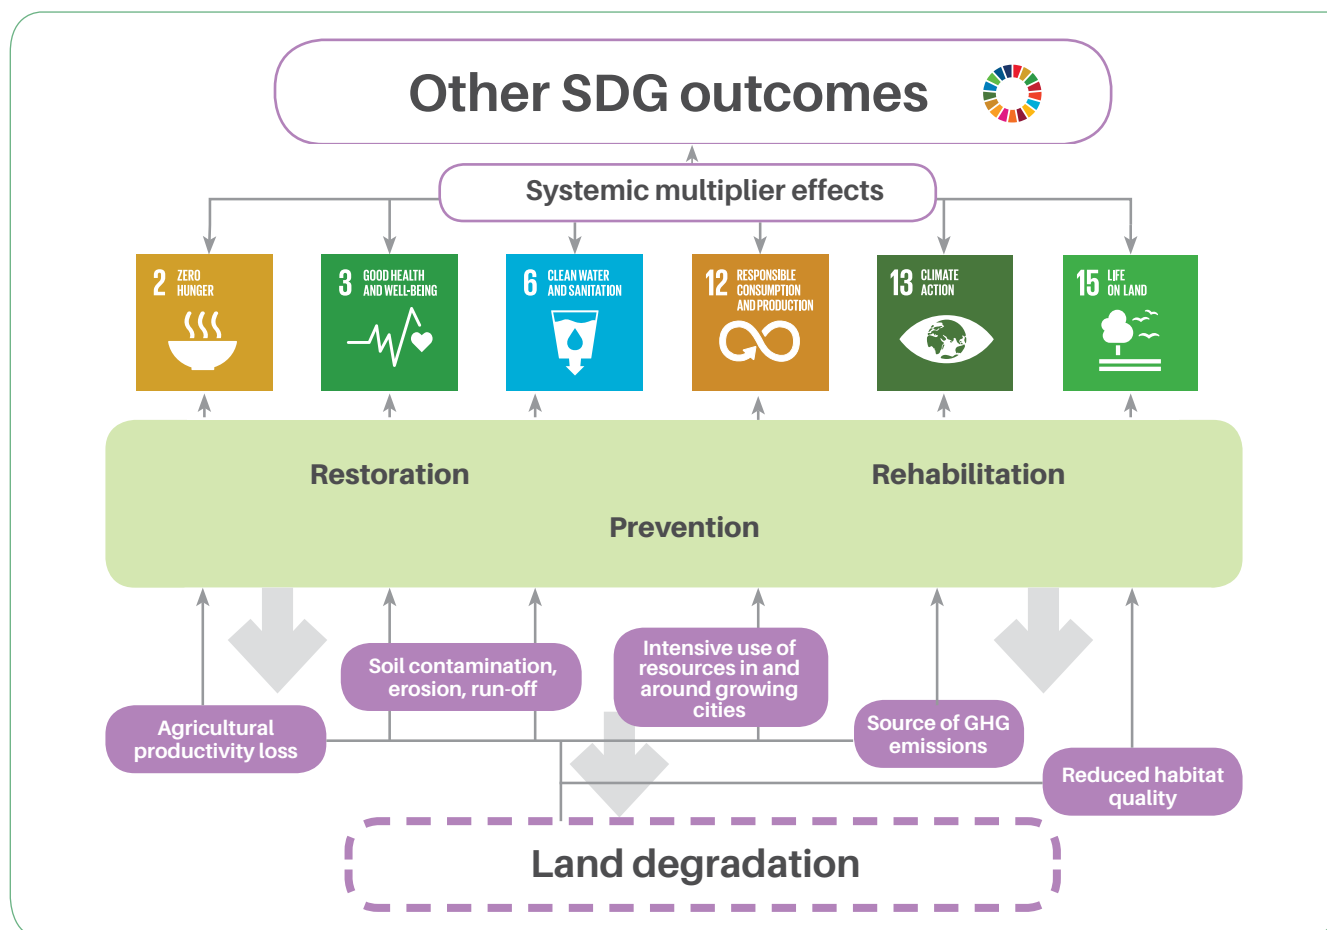 Other SDG outcomes
Systemic multiplier effects
2 ZERO
HUNGER
3 GOOD HEALTH
AND WELL-BEING
6 CLEAN WATER
AND SANITATION
12 RESPONSIBLE
CONSUMPTION
AND PRODUCTION
13 CLIMATE
ACTION
15 LIFE
ON LAND
Restoration
Rehabilitation
Prevention
Agricultural
productivity loss
Soil contamination,
erosion, run-off
Intensive use of
resources in and
around growing
cities
Source of GHG
emissions
Reduced habitat
quality
Land degradation